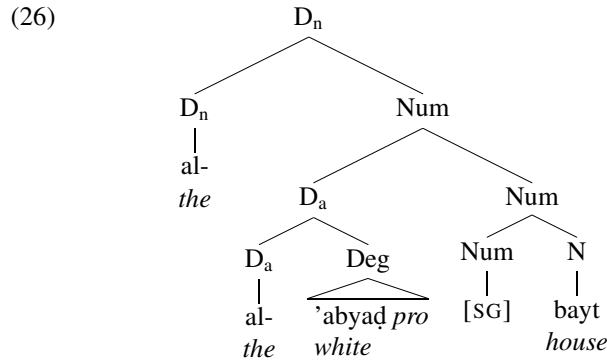 (26) Dn
Dn Num
al-
the
Da Num
Da Deg Num N
al- ’abyaḍ pro [SG] bayt
the white house